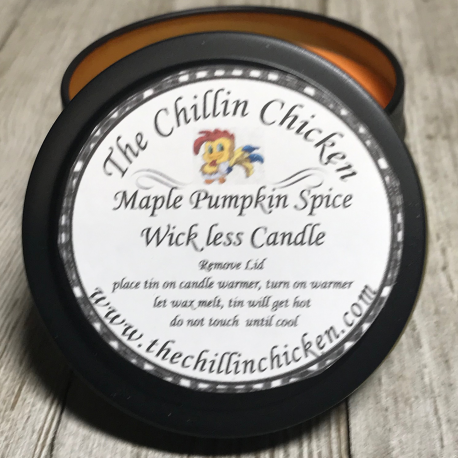 The Chillin Chicken
Maple Pumpkin Spice
Wick less Candle
Remove Lid
place tin on candle warmer, turn on warmer
let wax melt, tin will get hot
do not touch until cool
www.thechillinchicken.com